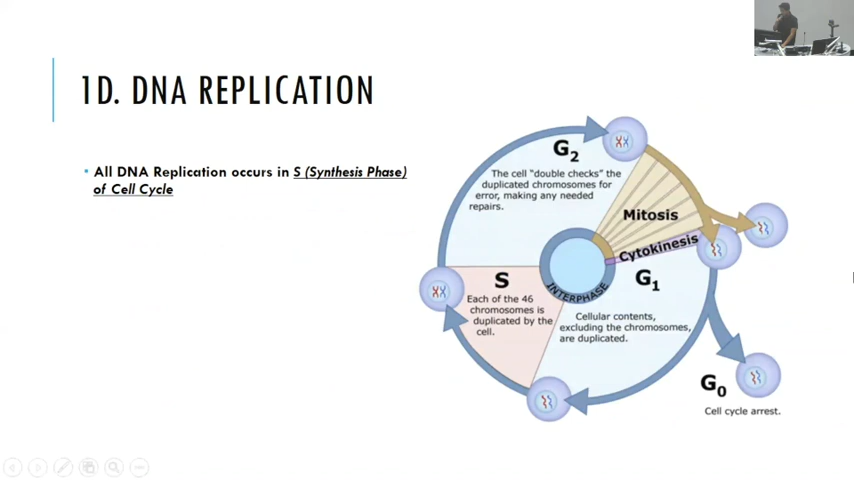 1D. DNA REPLICATION
All DNA Replication occurs in S (Synthesis Phase)
of Cell Cycle
G2
The cell "double checks" the
duplicated chromosomes for
error, making any needed
repairs.
Mitosis
Cytokinesis
S
Each of the 46
chromosomes is
duplicated by the
cell.
INTERPHASE
G1
Cellular contents,
excluding the chromosomes,
are duplicated.
G0
Cell cycle arrest.